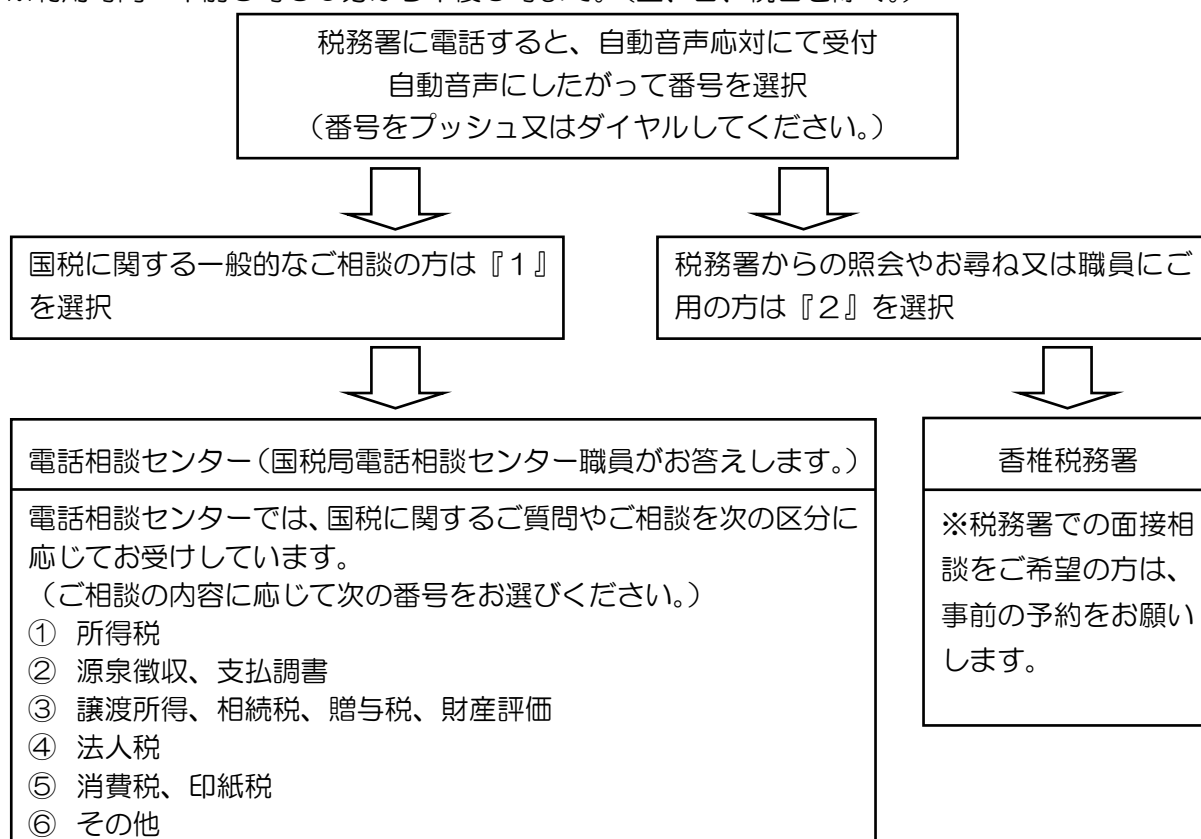 税務署に電話すると、自動音声応対にて受付
自動音声にしたがって番号を選択
（番号をプッシュ又はダイヤルしてください。）
国税に関する一般的なご相談の方は『１』
を選択
税務署からの照会やお尋ね又は職員にご
用の方は『２』を選択
電話相談センター（国税局電話相談センター職員がお答えします。）
電話相談センターでは、国税に関するご質問やご相談を次の区分に
応じてお受けしています。
（ご相談の内容に応じて次の番号をお選びください。）
① 所得税
② 源泉徴収、支払調書
③ 譲渡所得、相続税、贈与税、財産評価
④ 法人税
⑤ 消費税、印紙税
⑥ その他
香椎税務署
※税務署での面接相
談をご希望の方は、
事前の予約をお願い
します。